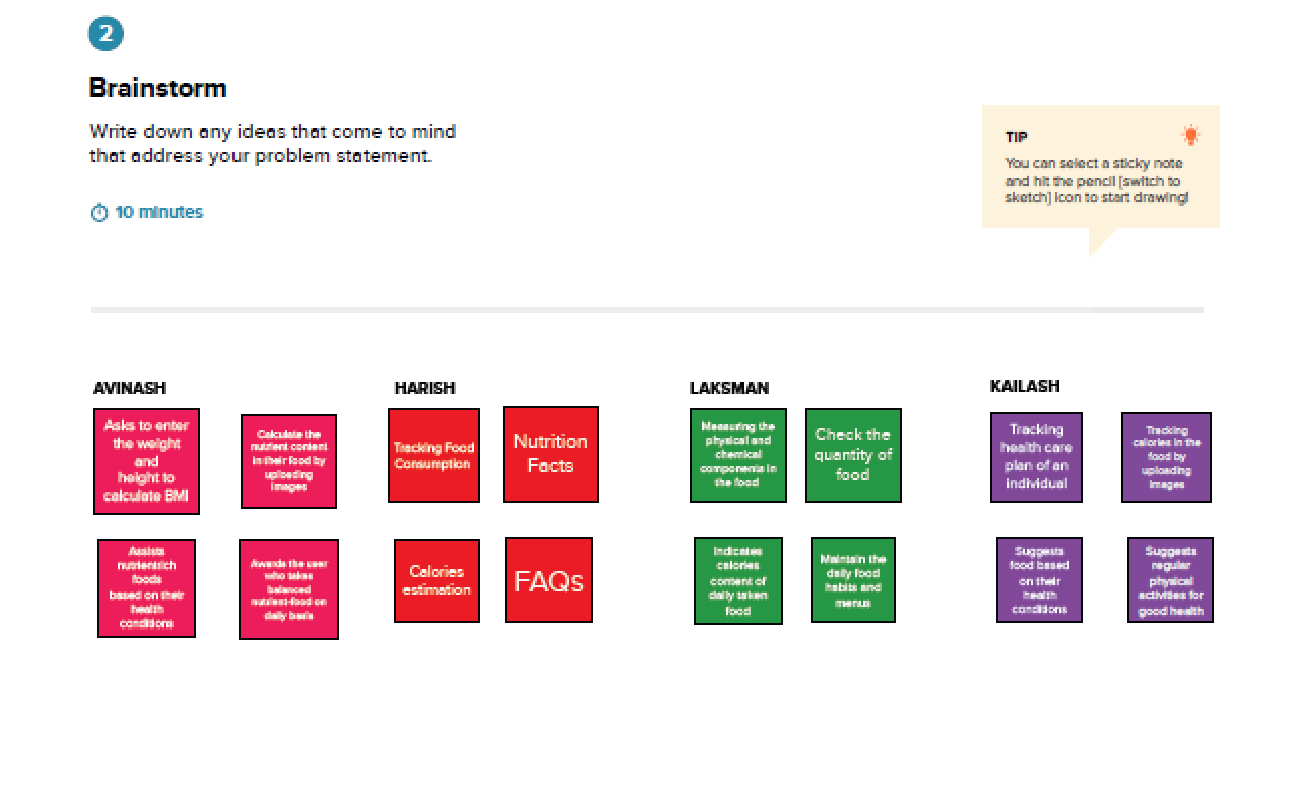 2
Brainstorm
Write down any ideas that come to mind
that address your problem statement.
10 minutes
TIP
You can select a sticky note
and hit the pencil [switch to
sketch] icon to start drawing!
AVINASH
Asks to enter
the weight
and
height to
calculate BMI
Calculate the
nutrient content
in their food by
uploading
images
Assists
nutrientrich
foods
based on their
health
conditions
Awards the user
who takes
balanced
nutrient-food on
daily basis
HARISH
Tracking Food
Consumption
Nutrition
Facts
Calories
estimation
FAQs
LAKSMAN
Measuring the
physical and
chemical
components in
the food
Check the
quantity of
food
Indicates
calories
content of
daily taken
food
Maintain the
daily food
habits and
menus
KAILASH
Tracking
health care
plan of an
individual
Tracking
calories in the
food by
uploading
images
Suggests
food based
on their
health
conditions
Suggests
regular
physical
activities for
good health